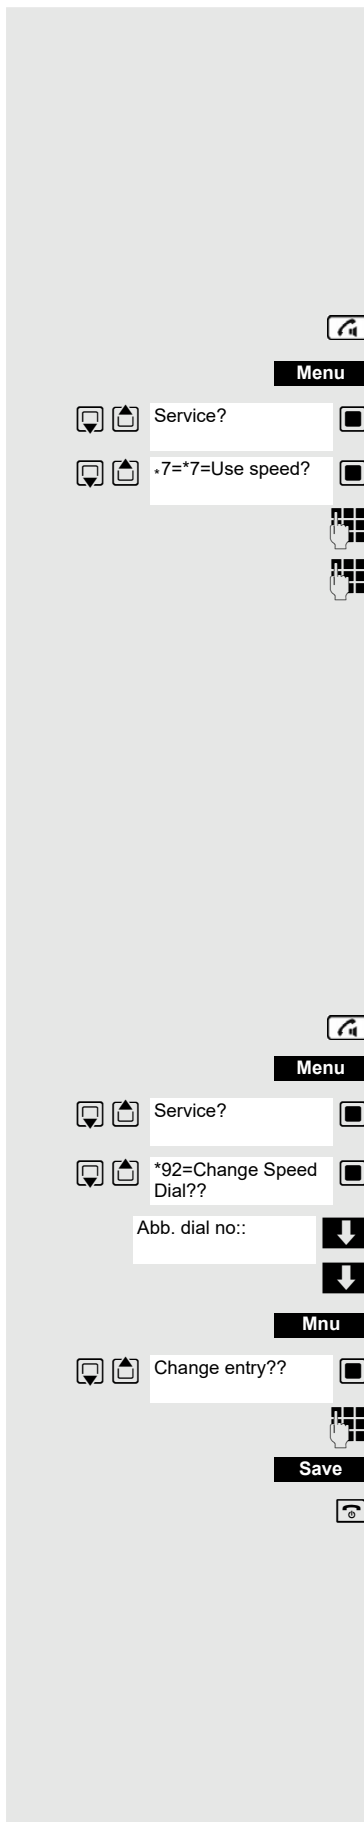 Menu
Service?
*7=*7=Use speed?
Menu
Service?
*92=Change Speed
Dial??
Abb. dial no::
Mnu
Change entry??
Save